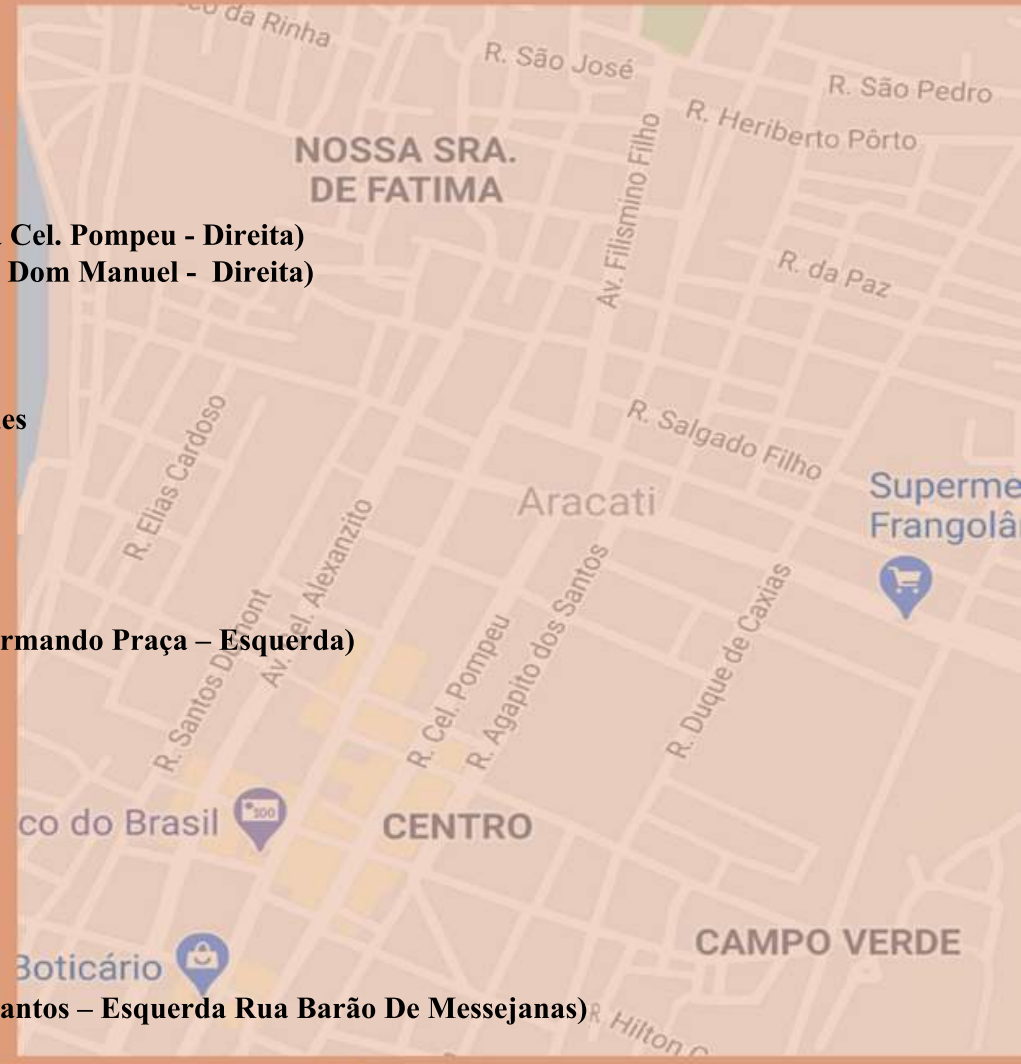 da Rinha
R. São José
R. São Pedro
R. Heriberto Pôrto
NOSSA SRA.
DE FATIMA
Av. Filismino Filho
Cel. Pompeu - Direita)
Dom Manuel - Direita)
R. da Paz
es
R. Elias Cardoso
R. Salgado Filho
Aracati
Superme
Frangolâ
rmando Praça – Esquerda)
Av. el. Alexanzito
R. Santos Dumont
R. Cel. Pompeu
R. Agapito dos Santos
R. Duque de Caxias
co do Brasil
CENTRO
CAMPO VERDE
Boticário
antos – Esquerda Rua Barão De Messejanas)
R. Hilton